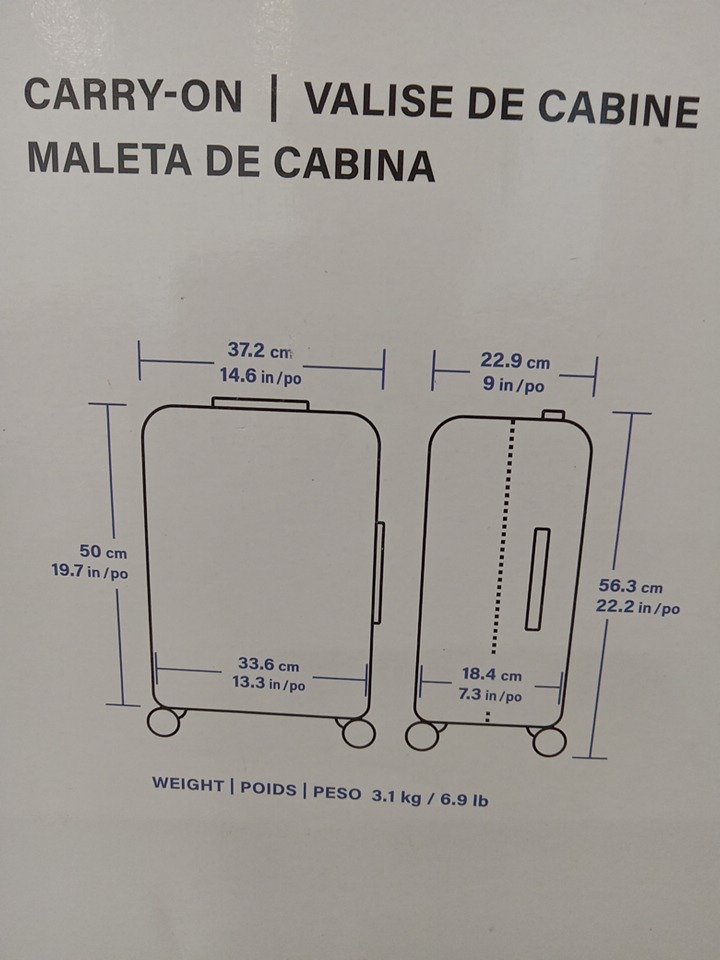 CARRY-ON | VALISE DE CABINE
MALETA DE CABINA
37.2 cm
14.6 in/po
22.9 cm
9 in/po
50 cm
19.7 in/po
56.3 cm
22.2 in/po
33.6 cm
13.3 in/po
18.4 cm
7.3 in/po
WEIGHT | POIDS | PESO 3.1 kg / 6.9 lb